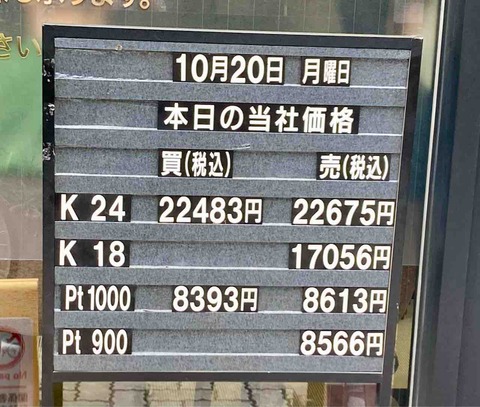 10月20日 月曜日
本日の当社価格
買(税込) 売(税込)
K 24 22483円 22675円
K 18 17056円
Pt 1000 8393円 8613円
Pt 900 8566円